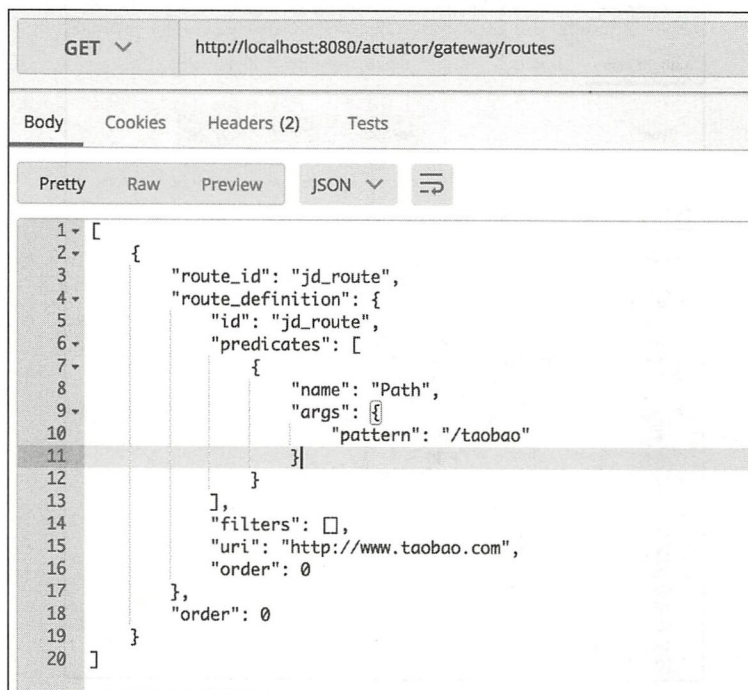 GET http://localhost:8080/actuator/gateway/routes
Body Cookies Headers (2) Tests
Pretty Raw Preview JSON
1 [
2 {
3 "route_id": "jd_route",
4 "route_definition": {
5 "id": "jd_route",
6 "predicates": [
7 {
8 "name": "Path",
9 "args": {
10 "pattern": "/taobao"
11 }
12 }
13 ],
14 "filters": [],
15 "uri": "http://www.taobao.com",
16 "order": 0
17 },
18 "order": 0
19 }
20 ]